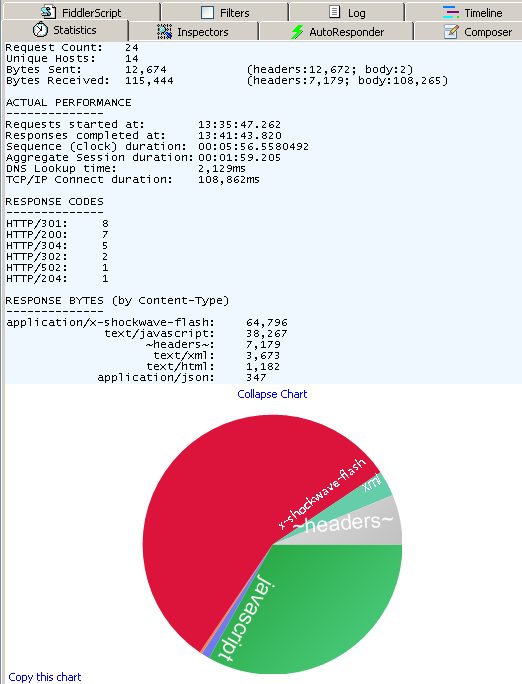 FiddlerScript Filters Log Timeline
Statistics Inspectors AutoResponder Composer
Request Count: 24
Unique Hosts: 14
Bytes Sent: 12,674 (headers:12,672; body:2)
Bytes Received: 115,444 (headers:7,179; body:108,265)
ACTUAL PERFORMANCE
--------------
Requests started at: 13:35:47.262
Responses completed at: 13:41:43.820
Sequence (clock) duration: 00:05:56.5580492
Aggregate Session duration: 00:01:59.205
DNS Lookup time: 2,129ms
TCP/IP Connect duration: 108,862ms
RESPONSE CODES
--------------
HTTP/301: 8
HTTP/200: 7
HTTP/304: 5
HTTP/302: 2
HTTP/502: 1
HTTP/204: 1
RESPONSE BYTES (by Content-Type)
--------------
application/x-shockwave-flash: 64,796
text/javascript: 38,267
~headers~: 7,179
text/xml: 3,673
text/html: 1,182
application/json: 347
Collapse Chart
x-shockwave-flash
xml
~headers~
javascript
Copy this chart